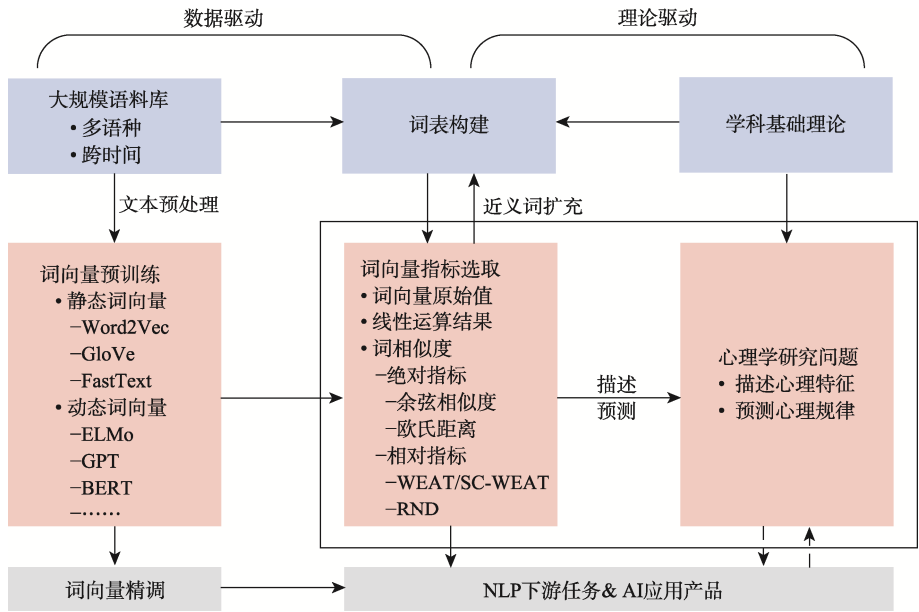 数据驱动
理论驱动
大规模语料库
• 多语种
• 跨时间
词表构建
学科基础理论
文本预处理
近义词扩充
词向量预训练
• 静态词向量
−Word2Vec
−GloVe
−FastText
• 动态词向量
−ELMo
−GPT
−BERT
−……
词向量指标选取
• 词向量原始值
• 线性运算结果
• 词相似度
−绝对指标
−余弦相似度
−欧氏距离
−相对指标
−WEAT/SC-WEAT
−RND
描述
预测
心理学研究问题
• 描述心理特征
• 预测心理规律
词向量精调
NLP下游任务& AI应用产品